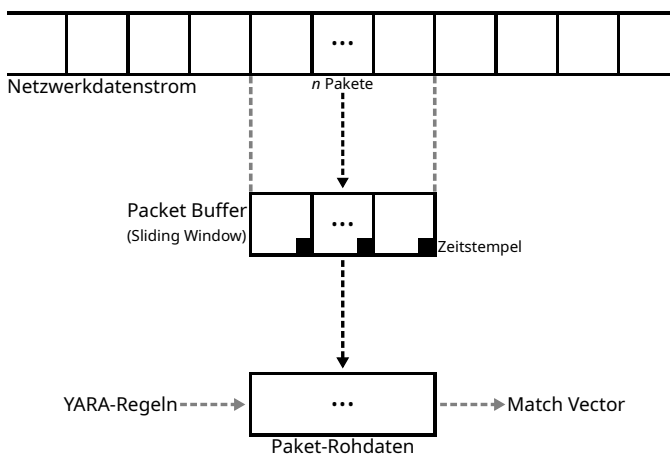 ...
Netzwerkdatenstrom
n Pakete
Packet Buffer
(Sliding Window)
...
Zeitstempel
YARA-Regeln
...
Match Vector
Paket-Rohdaten